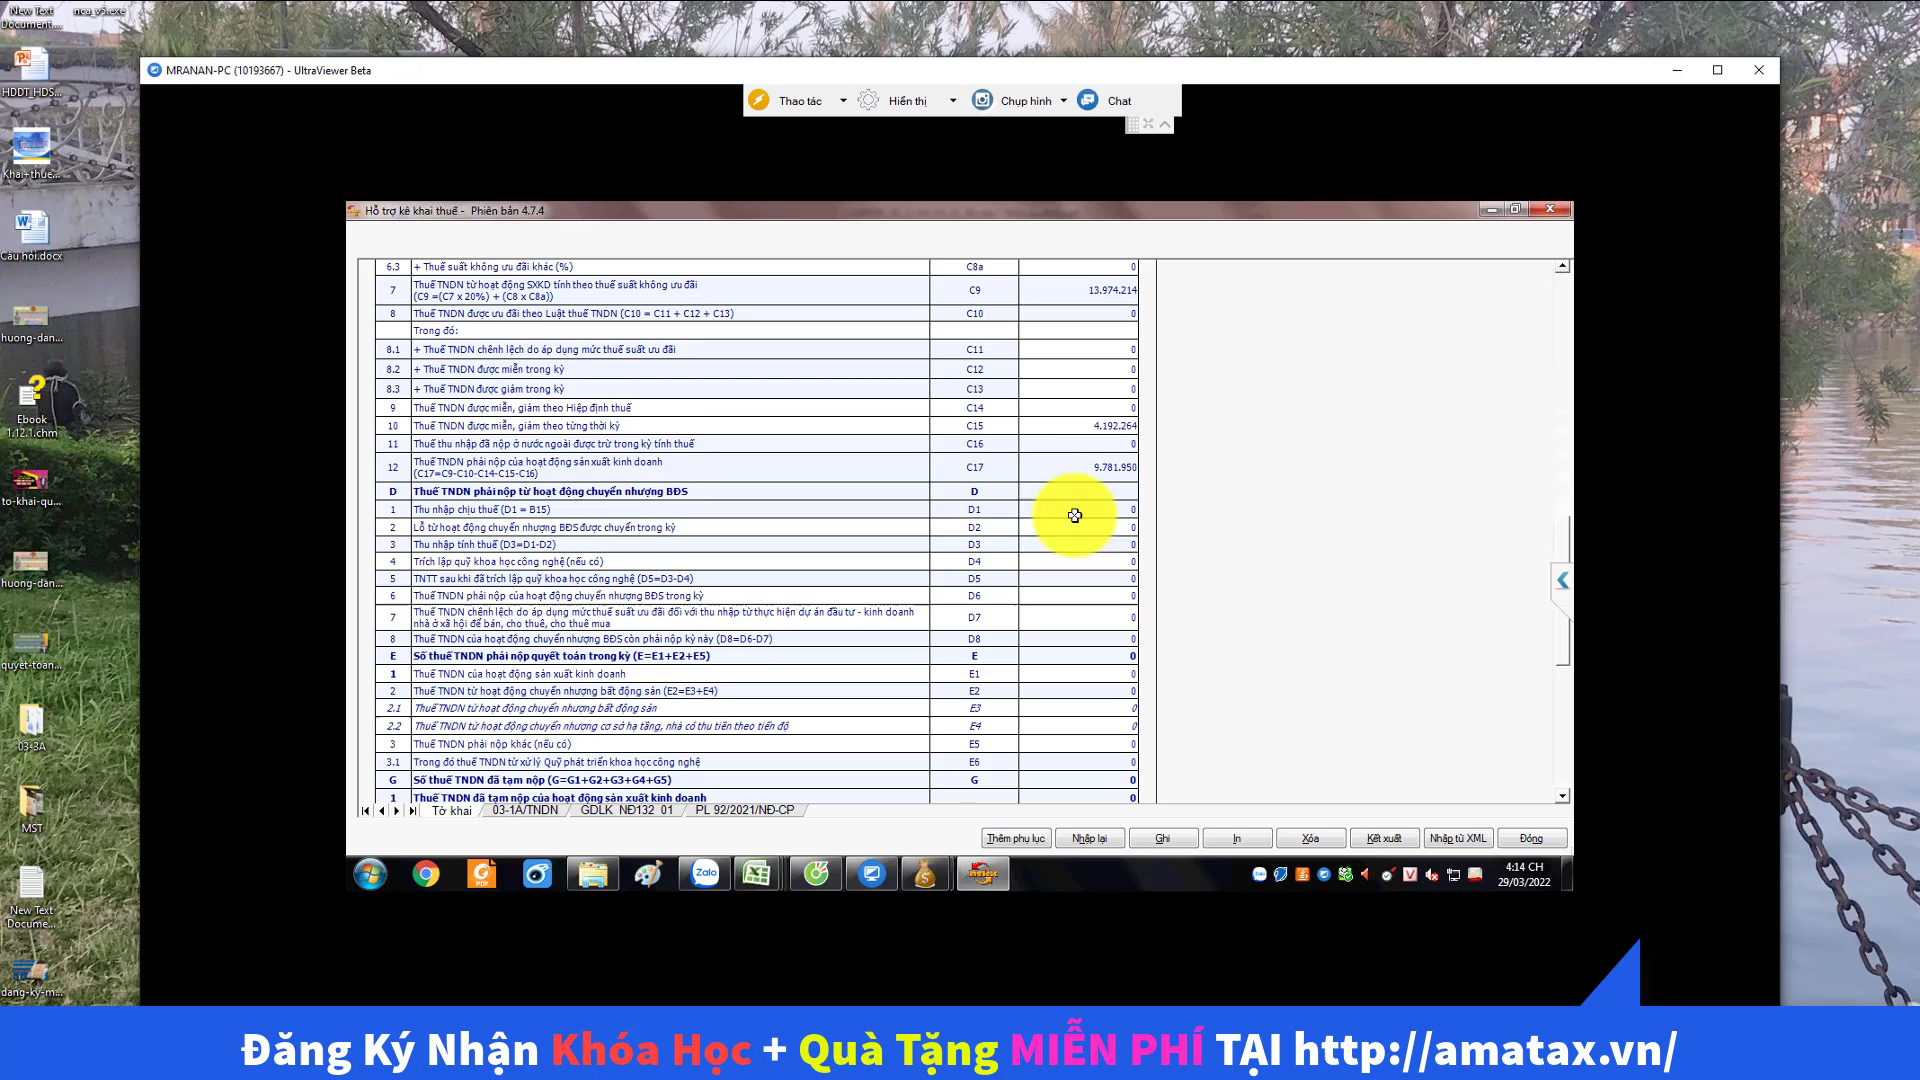 New Text
Document...
nca_v5.exe
MRANAN-PC (10193667) - UltraViewer Beta
HDDT_HDS...
Thao tác
Hiển thị
Chụp hình
Chat
Khai+thue...
Câu hỏi.docx
huong-dan...
Ebook
1.12.1.chm
to-khai-qu...
huong-dan...
quyet-toan...
03-3A
MST
New Text
Docume...
dang-ky-m...
Hỗ trợ kê khai thuế - Phiên bản 4.7.4
6.3 + Thuế suất không ưu đãi khác (%) C8a 0
7 Thuế TNDN từ hoạt động SXKD tính theo thuế suất không ưu đãi
(C9 =(C7 x 20%) + (C8 x C8a)) C9 13.974.214
8 Thuế TNDN được ưu đãi theo Luật thuế TNDN (C10 = C11 + C12 + C13) C10 0
Trong đó:
8.1 + Thuế TNDN chênh lệch do áp dụng mức thuế suất ưu đãi C11 0
8.2 + Thuế TNDN được miễn trong kỳ C12 0
8.3 + Thuế TNDN được giảm trong kỳ C13 0
9 Thuế TNDN được miễn, giảm theo Hiệp định thuế C14 0
10 Thuế TNDN được miễn, giảm theo từng thời kỳ C15 4.192.264
11 Thuế thu nhập đã nộp ở nước ngoài được trừ trong kỳ tính thuế C16 0
12 Thuế TNDN phải nộp của hoạt động sản xuất kinh doanh
(C17=C9-C10-C14-C15-C16) C17 9.781.950
D Thuế TNDN phải nộp từ hoạt động chuyển nhượng BĐS D
1 Thu nhập chịu thuế (D1 = B15) D1 0
2 Lỗ từ hoạt động chuyển nhượng BĐS được chuyển trong kỳ D2 0
3 Thu nhập tính thuế (D3=D1-D2) D3 0
4 Trích lập quỹ khoa học công nghệ (nếu có) D4 0
5 TNTT sau khi đã trích lập quỹ khoa học công nghệ (D5=D3-D4) D5 0
6 Thuế TNDN phải nộp của hoạt động chuyển nhượng BĐS trong kỳ D6 0
7 Thuế TNDN chênh lệch do áp dụng mức thuế suất ưu đãi đối với thu nhập từ thực hiện dự án đầu tư - kinh doanh
nhà ở xã hội để bán, cho thuê, cho thuê mua D7 0
8 Thuế TNDN của hoạt động chuyển nhượng BĐS còn phải nộp kỳ này (D8=D6-D7) D8 0
E Số thuế TNDN phải nộp quyết toán trong kỳ (E=E1+E2+E5) E 0
1 Thuế TNDN của hoạt động sản xuất kinh doanh E1 0
2 Thuế TNDN từ hoạt động chuyển nhượng bất động sản (E2=E3+E4) E2 0
2.1 Thuế TNDN từ hoạt động chuyển nhượng bất động sản E3 0
2.2 Thuế TNDN từ hoạt động chuyển nhượng cơ sở hạ tầng, nhà có thu tiền theo tiến độ E4 0
3 Thuế TNDN phải nộp khác (nếu có) E5 0
3.1 Trong đó thuế TNDN từ xử lý Quỹ phát triển khoa học công nghệ E6 0
G Số thuế TNDN đã tạm nộp (G=G1+G2+G3+G4+G5) G 0
1 Thuế TNDN đã tạm nộp của hoạt động sản xuất kinh doanh 0
Tờ khai 03-1A/TNDN GDLK_NĐ132_01 PL 92/2021/NĐ-CP
Thêm phụ lục Nhập lại Ghi In Xóa Kết xuất Nhập từ XML Đóng
Zalo
4:14 CH
29/03/2022
Đăng Ký Nhận Khóa Học + Quà Tặng MIỄN PHÍ TẠI http://amatax.vn/